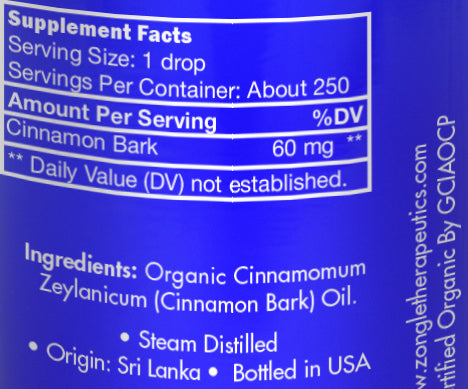 Supplement Facts
Serving Size: 1 drop
Servings Per Container: About 250
Amount Per Serving %DV
Cinnamon Bark 60 mg **
** Daily Value (DV) not established.
Ingredients: Organic Cinnamomum
Zeylanicum (Cinnamon Bark) Oil.
• Steam Distilled
• Origin: Sri Lanka • Bottled in USA
w.zongletherapeutics.com
rtified Organic By GCIAOCP